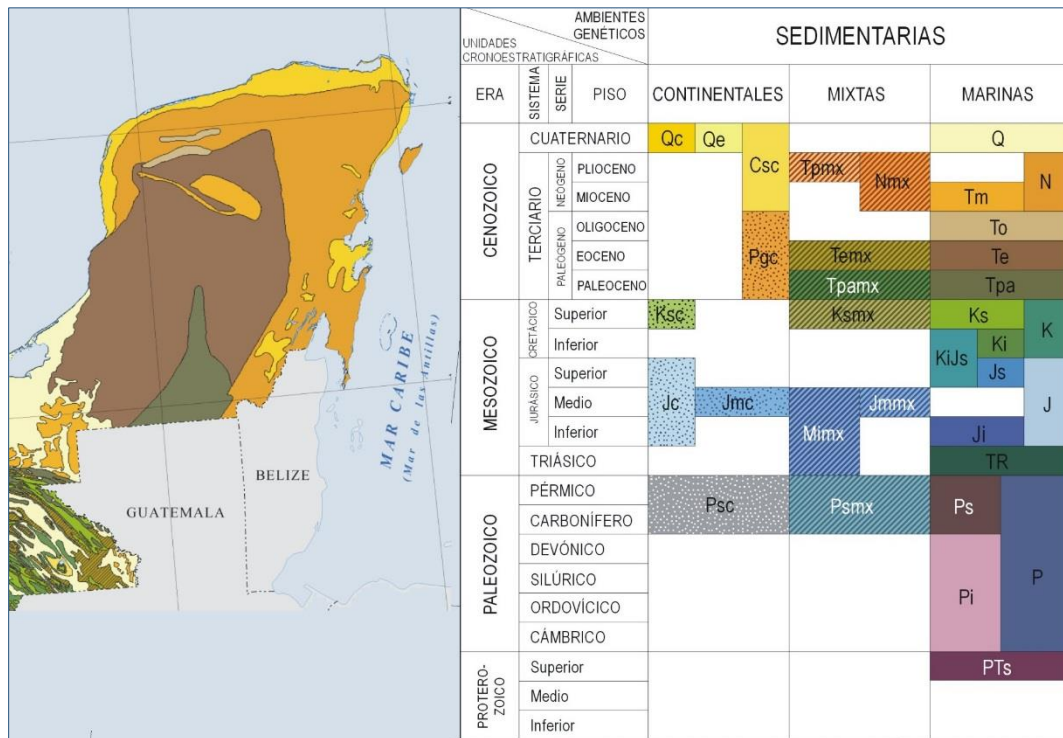 MAR CARIBE
(Mar de las Antillas)
BELIZE
GUATEMALA
AMBIENTES
GENÉTICOS
UNIDADES
CRONOESTRATIGRÁFICAS
SEDIMENTARIAS
ERA
SISTEMA
SERIE
PISO
CONTINENTALES
MIXTAS
MARINAS
CENOZOICO
CUATERNARIO
Qc
Qe
Csc
Q
TERCIARIO
NEÓGENO
PLIOCENO
Tpmx
Nmx
N
MIOCENO
Tm
PALEÓGENO
OLIGOCENO
Pgc
To
EOCENO
Temx
Te
PALEOCENO
Tpamx
Tpa
MESOZOICO
CRETÁCICO
Superior
Ksc
Ksmx
Ks
K
Inferior
KiJs
Ki
JURÁSICO
Superior
Js
Jc
J
Medio
Jmc
Jmmx
Mimx
Inferior
Ji
TRIÁSICO
TR
PALEOZOICO
PÉRMICO
Psc
Psmx
Ps
P
CARBONÍFERO
DEVÓNICO
SILÚRICO
Pi
ORDOVÍCICO
CÁMBRICO
PROTERO-
ZOICO
Superior
PTs
Medio
Inferior